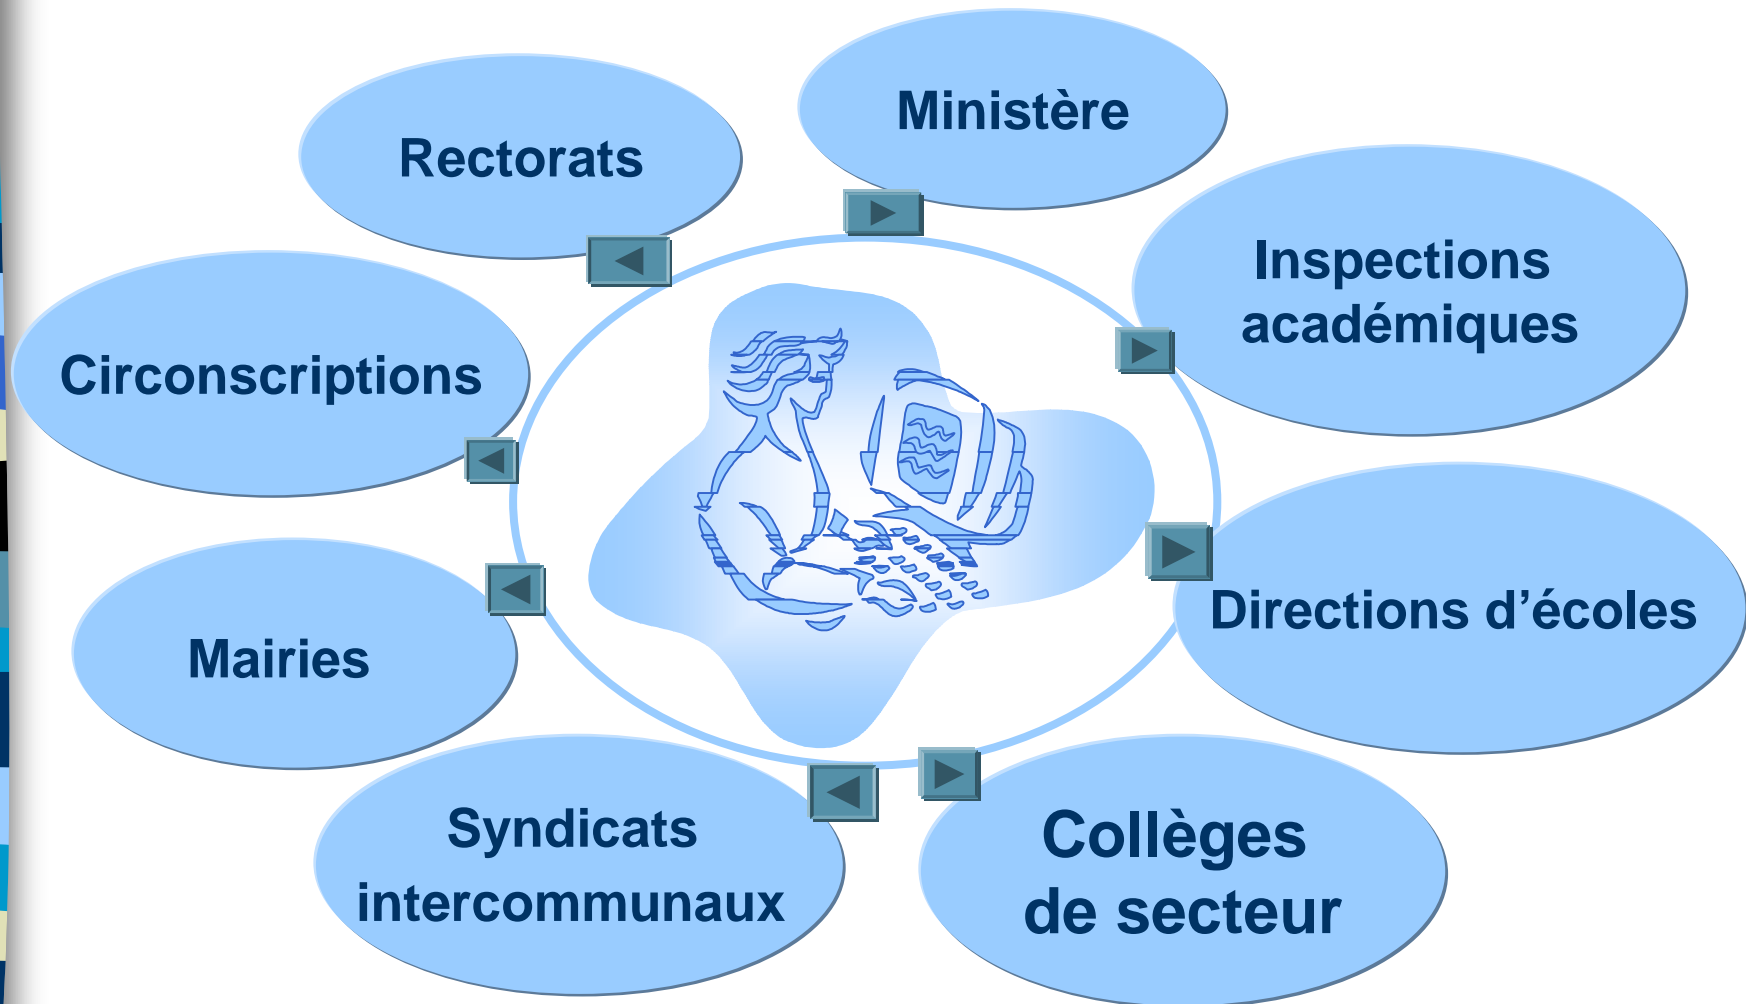 Ministère
Rectorats
Inspections
académiques
Circonscriptions
Directions d’écoles
Mairies
Syndicats
intercommunaux
Collèges
de secteur